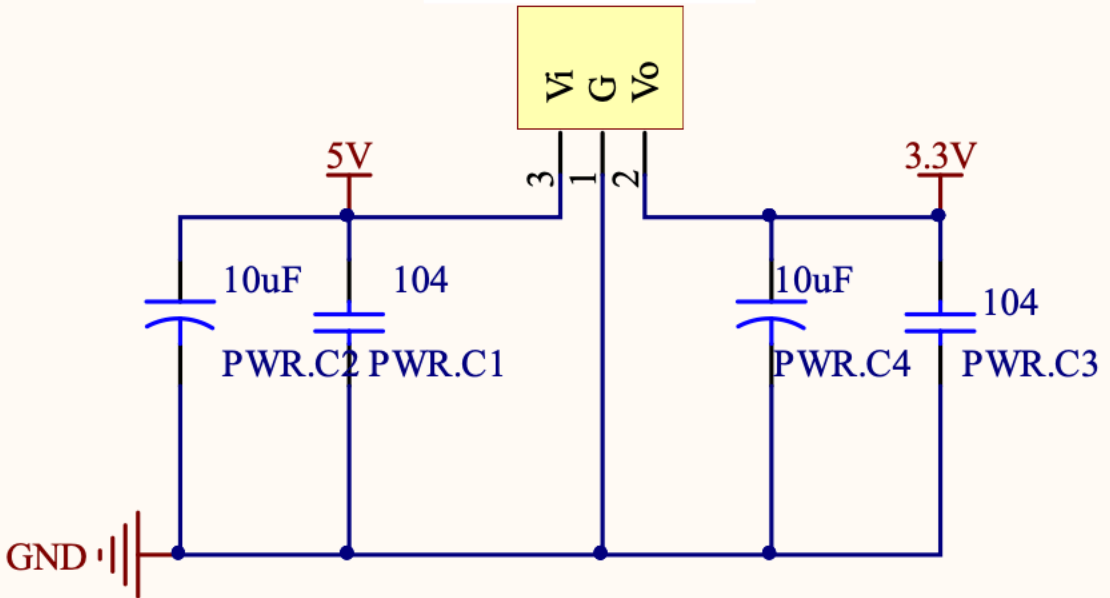 Vi
G
Vo
5V
3
1
2
3.3V
10uF
104
10uF
104
PWR.C2
PWR.C1
PWR.C4
PWR.C3
GND